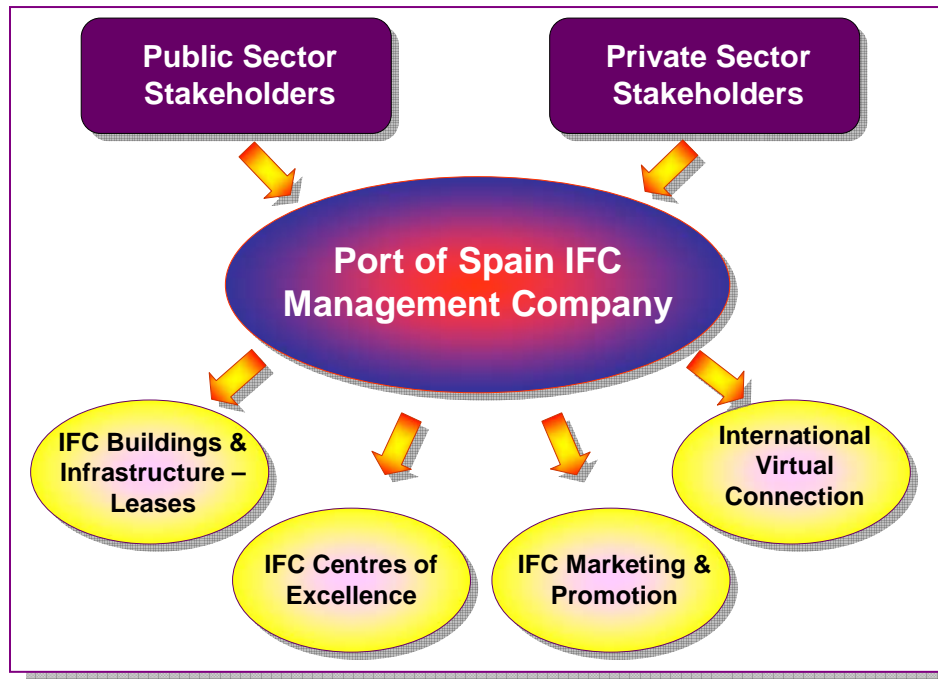 Public Sector
Stakeholders
Private Sector
Stakeholders
Port of Spain IFC
Management Company
IFC Buildings &
Infrastructure –
Leases
IFC Centres of
Excellence
IFC Marketing &
Promotion
International
Virtual
Connection